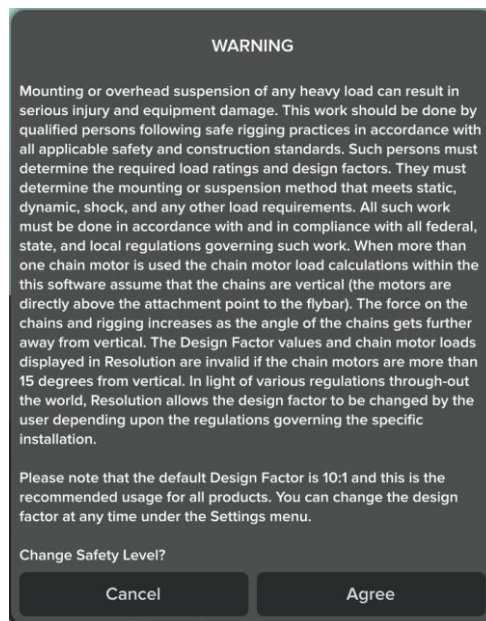 WARNING
Mounting or overhead suspension of any heavy load can result in
serious injury and equipment damage. This work should be done by
qualified persons following safe rigging practices in accordance with
all applicable safety and construction standards. Such persons must
determine the required load ratings and design factors. They must
determine the mounting or suspension method that meets static,
dynamic, shock, and any other load requirements. All such work
must be done in accordance with and in compliance with all federal,
state, and local regulations governing such work. When more than
one chain motor is used the chain motor load calculations within the
this software assume that the chains are vertical (the motors are
directly above the attachment point to the flybar). The force on the
chains and rigging increases as the angle of the chains gets further
away from vertical. The Design Factor values and chain motor loads
displayed in Resolution are invalid if the chain motors are more than
15 degrees from vertical. In light of various regulations through-out
the world, Resolution allows the design factor to be changed by the
user depending upon the regulations governing the specific
installation.
Please note that the default Design Factor is 10:1 and this is the
recommended usage for all products. You can change the design
factor at any time under the Settings menu.
Change Safety Level?
Cancel Agree